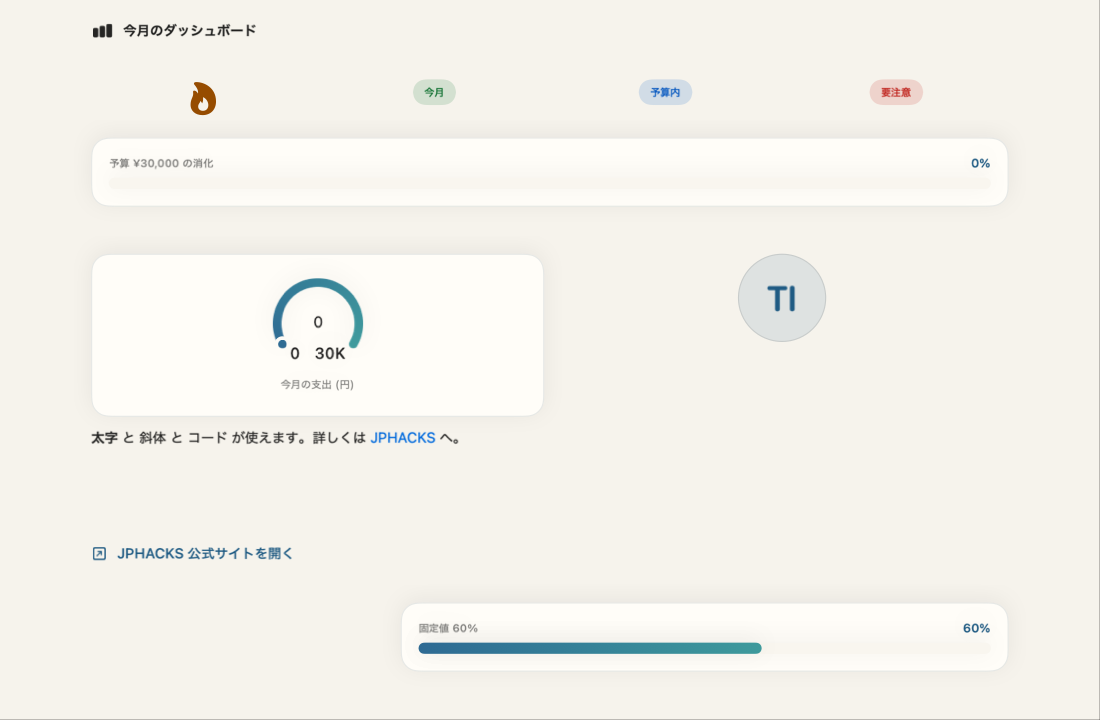 今月のダッシュボード
今月
予算内
要注意
予算 ¥30,000 の消化
0%
0
0 30K
今月の支出 (円)
TI
太字 と 斜体 と コード が使えます。詳しくは JPHACKS へ。
JPHACKS 公式サイトを開く
固定値 60%
60%